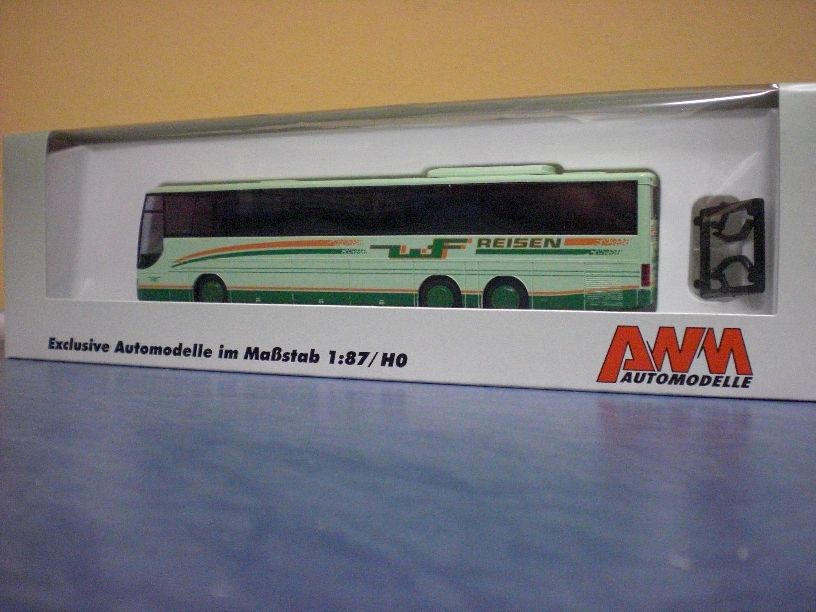 WF REISEN
Exclusive Automodelle im Maßstab 1:87/H0
AWM
AUTOMODELLE